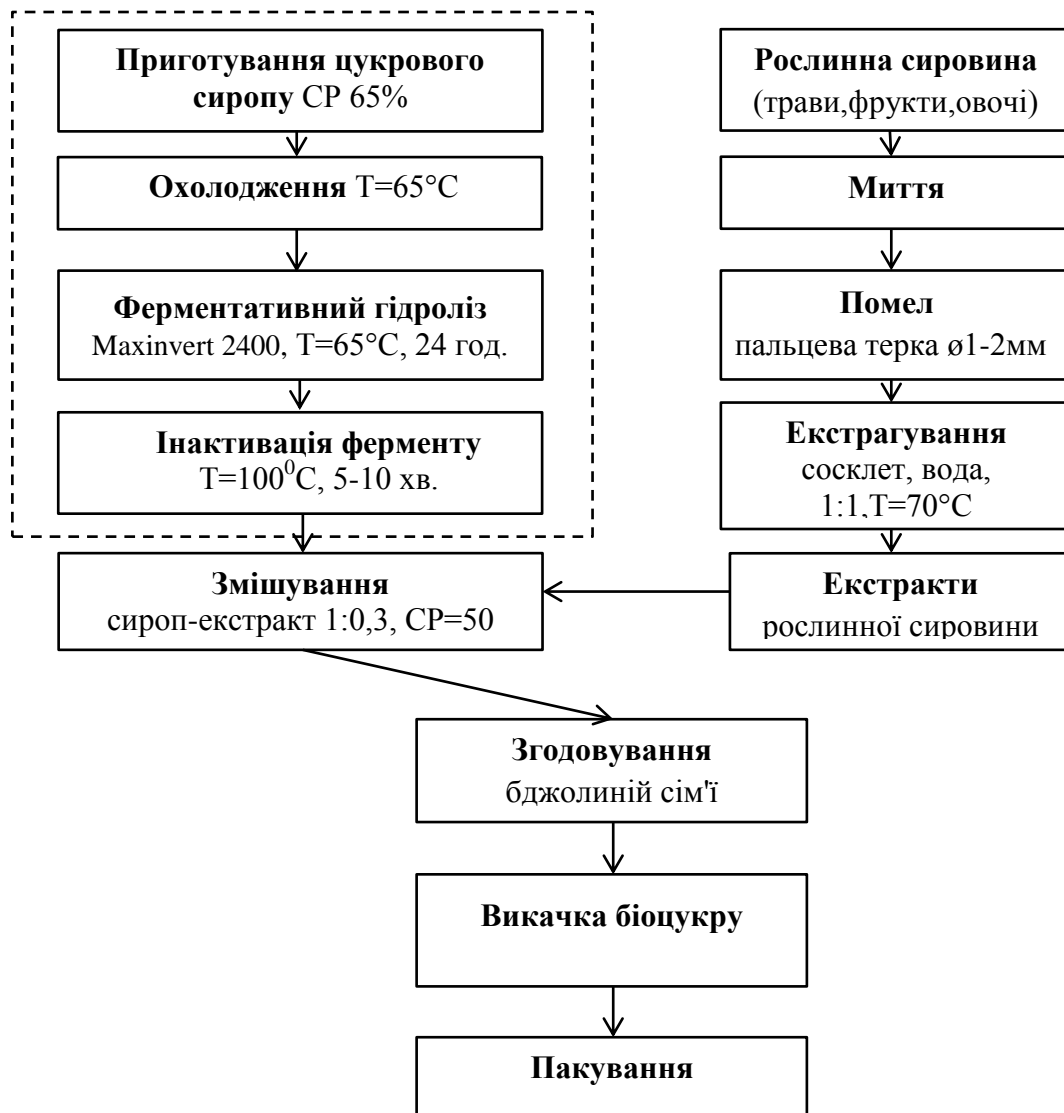 Приготування цукрового
сиропу СР 65%
Охолодження Т=65°С
Ферментативний гідроліз
Maxinvert 2400, Т=65°С, 24 год.
Інактивація ферменту
Т=100⁰С, 5-10 хв.
Змішування
сироп-екстракт 1:0,3, СР=50
Рослинна сировина
(трави,фрукти,овочі)
Миття
Помел
пальцева терка ø1-2мм
Екстрагування
сосклет, вода,
1:1,Т=70°С
Екстракти
рослинної сировини
Згодовування
бджолиній сім'ї
Викачка біоцукру
Пакування